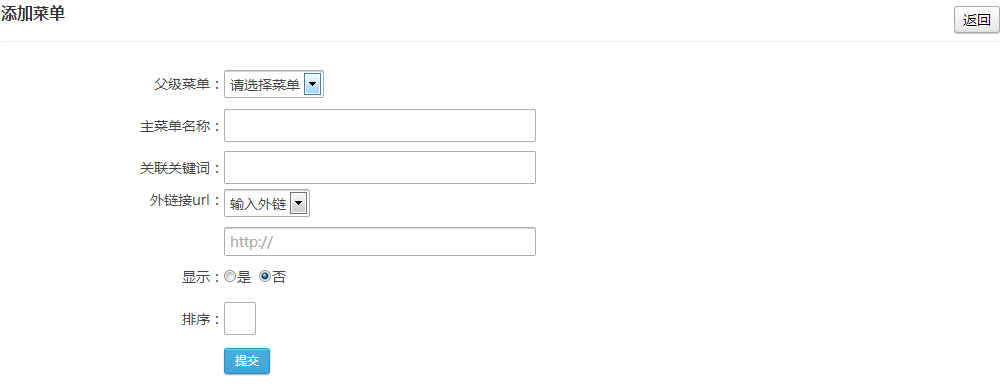 添加菜单
返回
父级菜单：请选择菜单
主菜单名称：
关联关键词：
外链接url：输入外链
http://
显示：是 否
排序：
提交